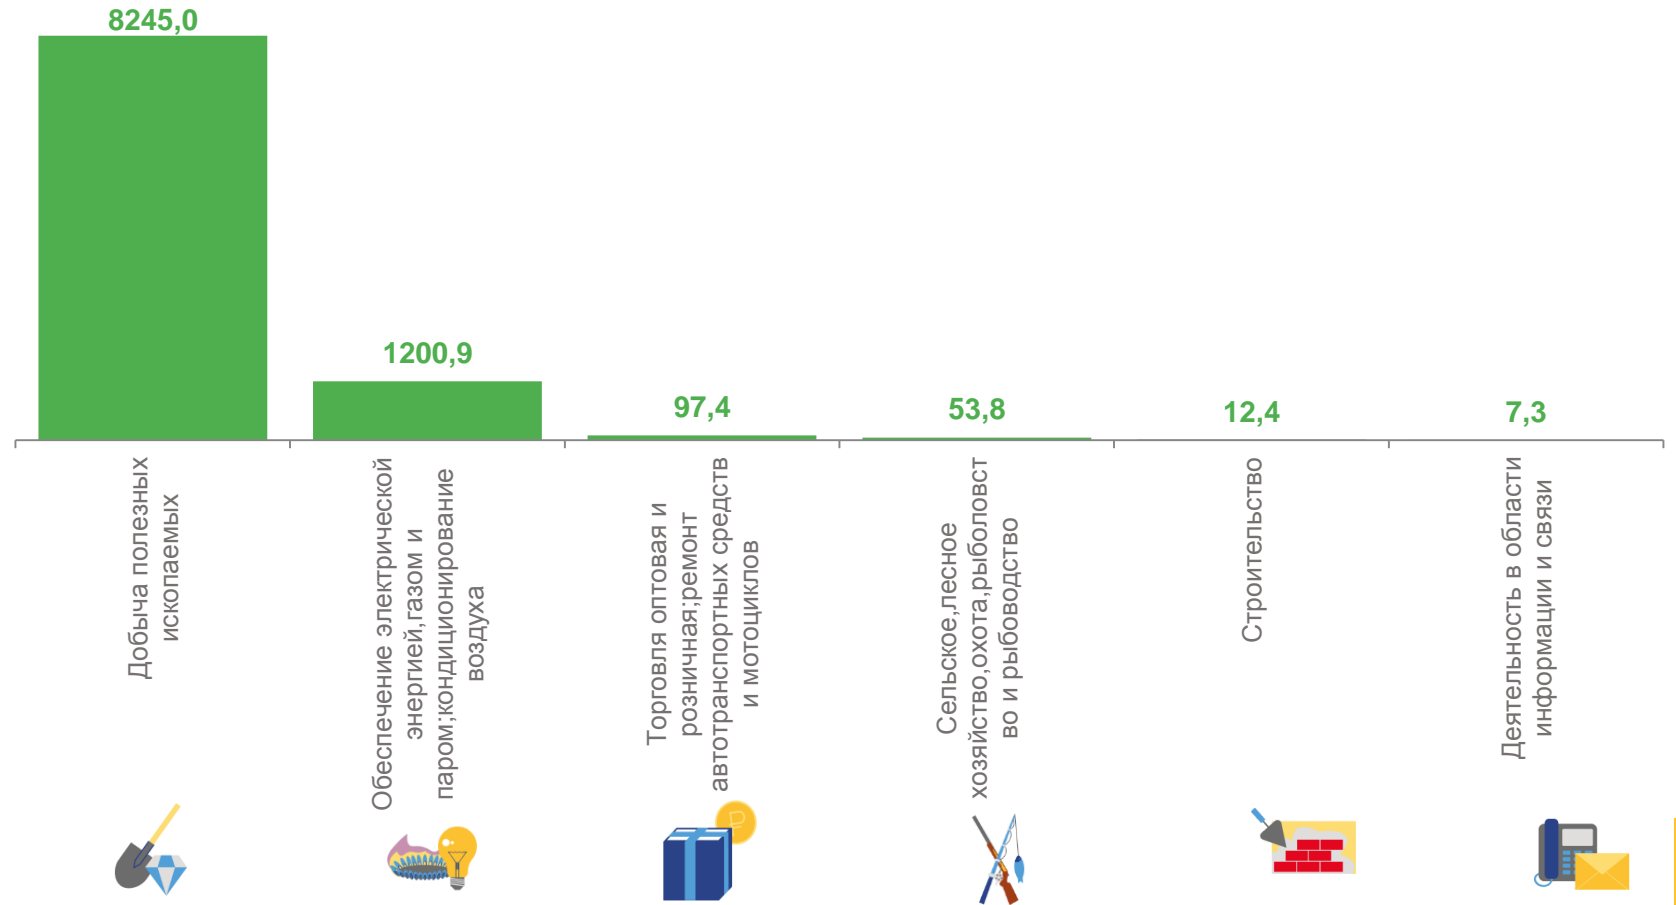 8245,0
1200,9
97,4
53,8
12,4
7,3
Добыча полезных
ископаемых
Обеспечение электрической
энергией,газом и
паром;кондиционирование
воздуха
Торговля оптовая и
розничная;ремонт
автотранспортных средств
и мотоциклов
Сельское,лесное
хозяйство,охота,рыболовст
во и рыбоводство
Строительство
Деятельность в области
информации и связи